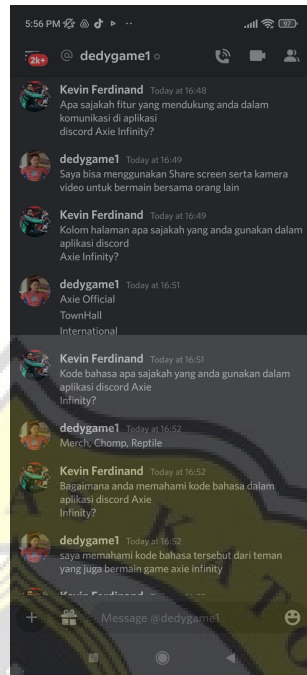 5:56 PM
97
2k+
@ dedygame1
Kevin Ferdinand Today at 16:48
Apa sajakah fitur yang mendukung anda dalam
komunikasi di aplikasi
discord Axie Infinity?
dedygame1 Today at 16:49
Saya bisa menggunakan Share screen serta kamera
video untuk bermain bersama orang lain
Kevin Ferdinand Today at 16:49
Kolom halaman apa sajakah yang anda gunakan dalam
aplikasi discord
Axie Infinity?
dedygame1 Today at 16:51
Axie Official
TownHall
International
Kevin Ferdinand Today at 16:51
Kode bahasa apa sajakah yang anda gunakan dalam
aplikasi discord Axie
Infinity?
dedygame1 Today at 16:52
Merch, Chomp, Reptile
Kevin Ferdinand Today at 16:52
Bagaimana anda memahami kode bahasa dalam
aplikasi discord Axie
Infinity?
dedygame1 Today at 16:52
saya memahami kode bahasa tersebut dari teman
yang juga bermain game axie infinity
Kevin Ferdinand
Message @dedygame1